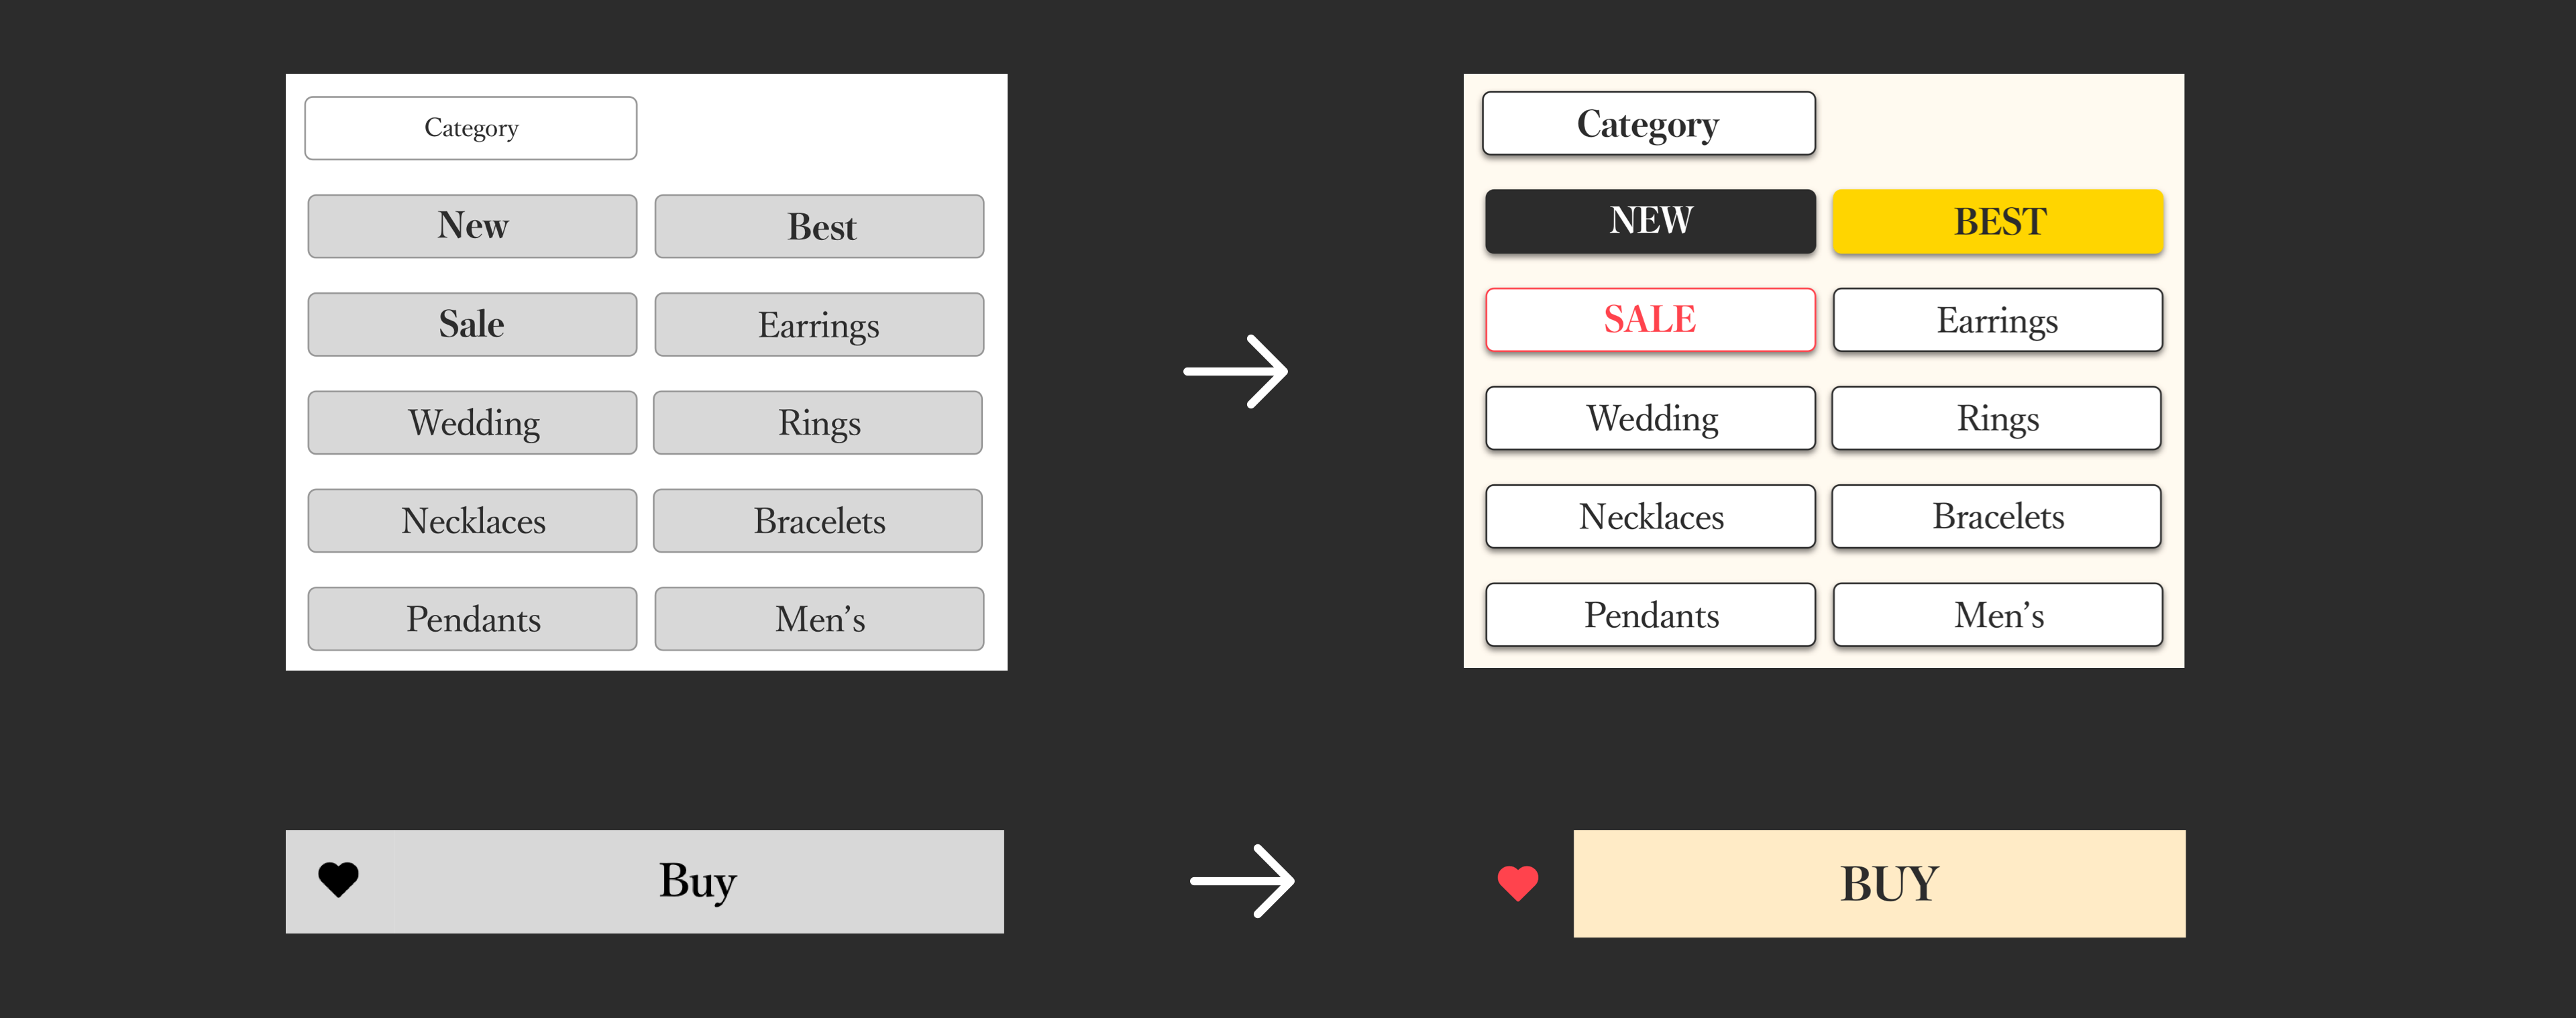 Category
New
Best
Sale
Earrings
Wedding
Rings
Necklaces
Bracelets
Pendants
Men’s
Category
NEW
BEST
SALE
Earrings
Wedding
Rings
Necklaces
Bracelets
Pendants
Men’s
Buy
BUY